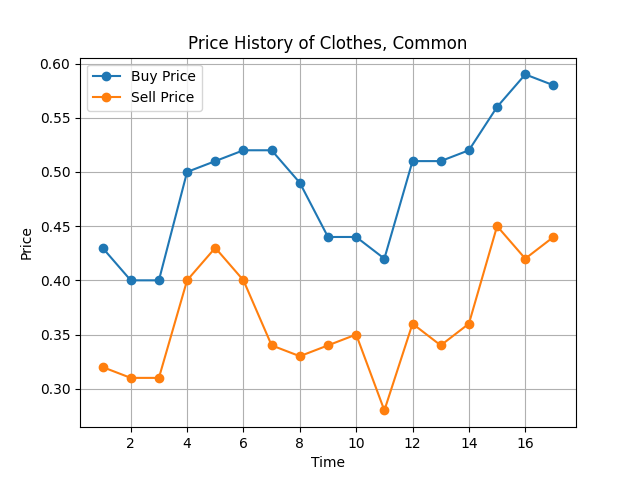 Price History of Clothes, Common
Buy Price
Sell Price
Price
0.60
0.55
0.50
0.45
0.40
0.35
0.30
2 4 6 8 10 12 14 16
Time